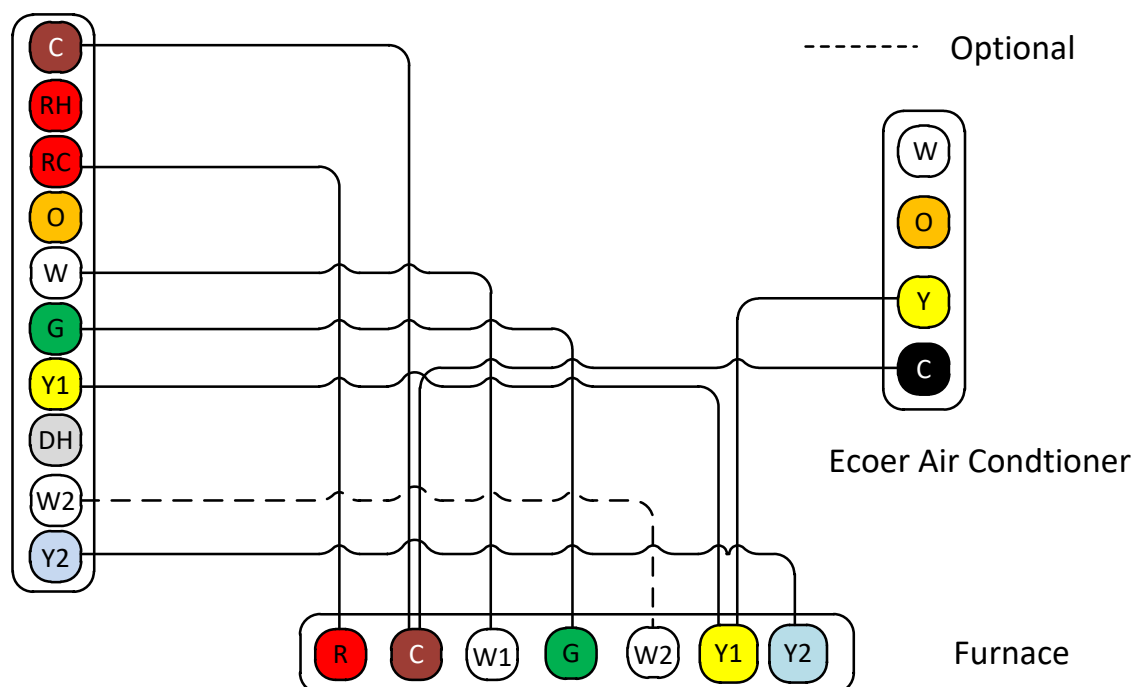 C
RH
RC
O
W
G
Y1
DH
W2
Y2
Optional
W
O
Y
C
Ecoer Air Condtioner
R
C
W1
G
W2
Y1
Y2
Furnace